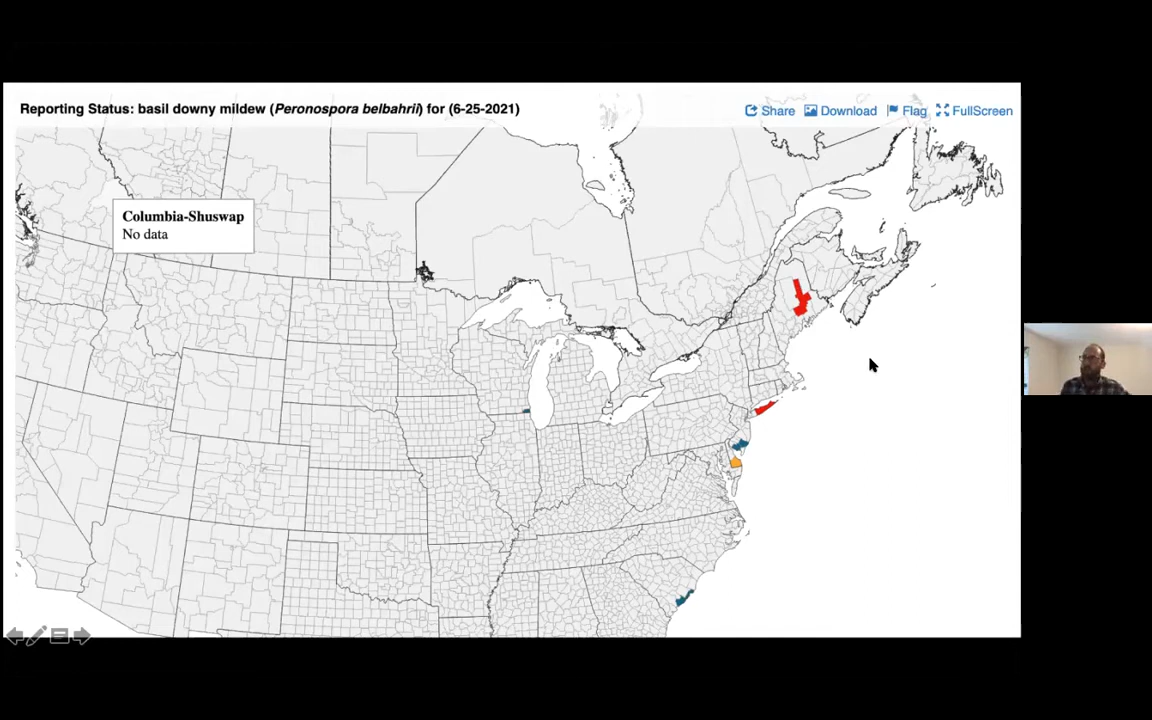 Reporting Status: basil downy mildew (Peronospora belbahrii) for (6-25-2021)
Share Download Flag FullScreen
Columbia-Shuswap
No data